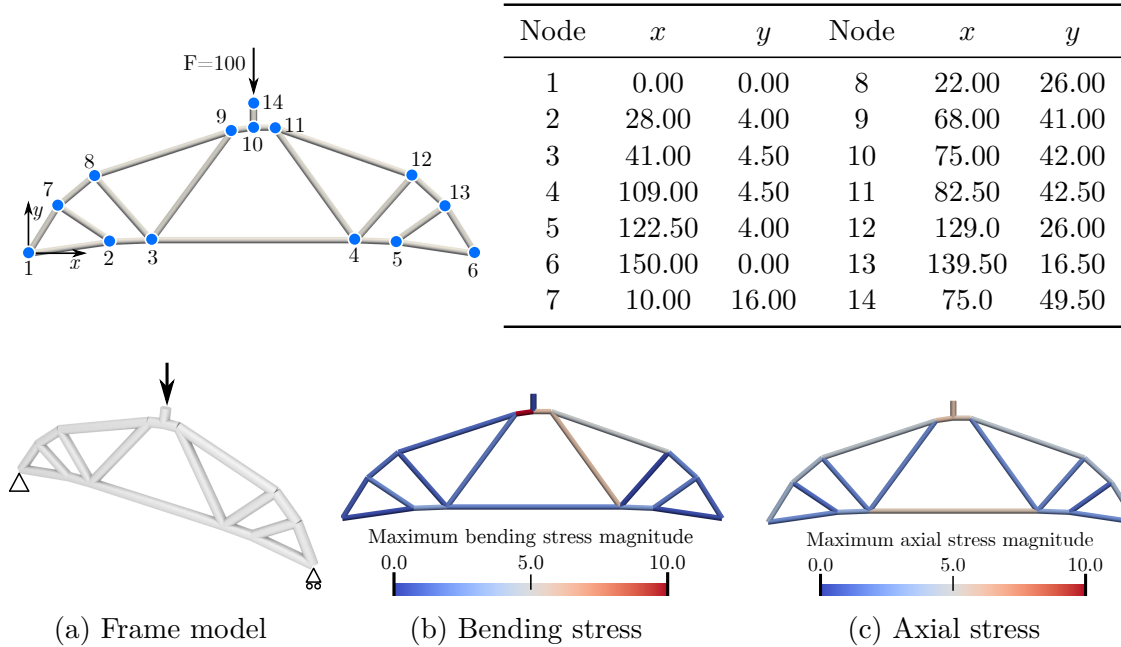 F=100
14
9
10
11
8
12
7
13
y
x
1
2
3
4
5
6
Node x y Node x y
1 0.00 0.00 8 22.00 26.00
2 28.00 4.00 9 68.00 41.00
3 41.00 4.50 10 75.00 42.00
4 109.00 4.50 11 82.50 42.50
5 122.50 4.00 12 129.0 26.00
6 150.00 0.00 13 139.50 16.50
7 10.00 16.00 14 75.0 49.50
Maximum bending stress magnitude
0.0 5.0 10.0
Maximum axial stress magnitude
0.0 5.0 10.0
(a) Frame model
(b) Bending stress
(c) Axial stress